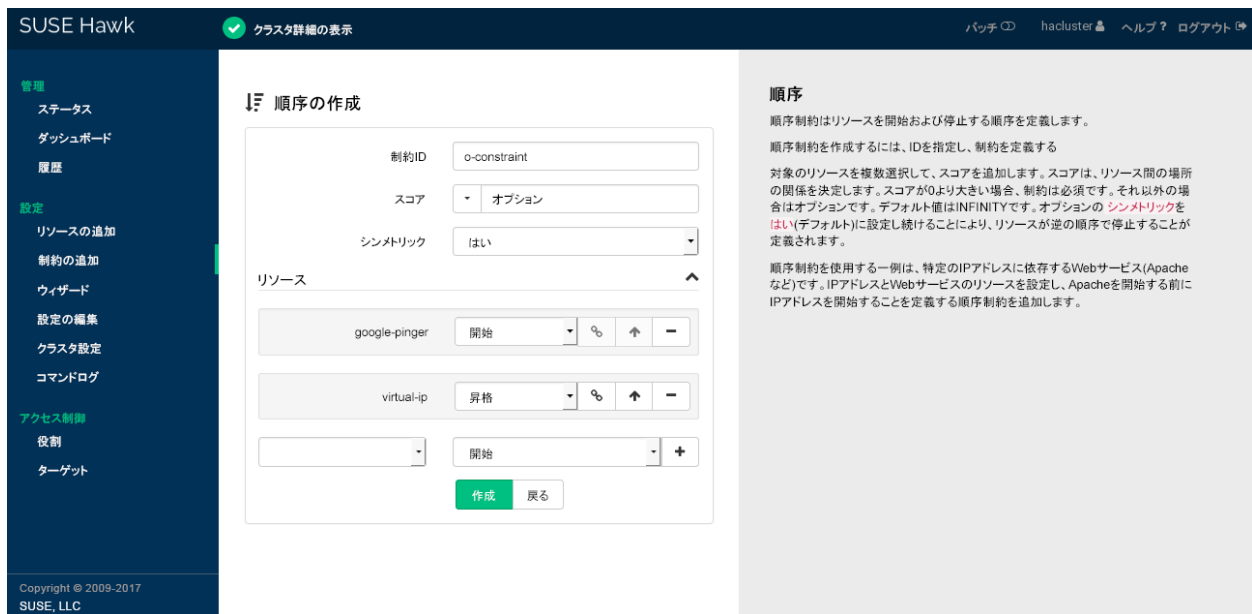 SUSE Hawk
クラスタ詳細の表示
パッチ
hacluster
ヘルプ ?
ログアウト
管理
ステータス
ダッシュボード
履歴
設定
リソースの追加
制約の追加
ウィザード
設定の編集
クラスタ設定
コマンドログ
アクセス制御
役割
ターゲット
Copyright © 2009-2017
SUSE, LLC
順序の作成
制約ID
o-constraint
スコア
オプション
シンメトリック
はい
リソース
google-pinger
開始
virtual-ip
昇格
開始
作成
戻る
順序
順序制約はリソースを開始および停止する順序を定義します。
順序制約を作成するには、IDを指定し、制約を定義する
対象のリソースを複数選択して、スコアを追加します。スコアは、リソース間の場所
の関係を決定します。スコアが0より大きい場合、制約は必須です。それ以外の場
合はオプションです。デフォルト値はINFINITYです。オプションの シンメトリックを
はい(デフォルト)に設定し続けることにより、リソースが逆の順序で停止することが
定義されます。
順序制約を使用する一例は、特定のIPアドレスに依存するWebサービス(Apache
など)です。IPアドレスとWebサービスのリソースを設定し、Apacheを開始する前に
IPアドレスを開始することを定義する順序制約を追加します。